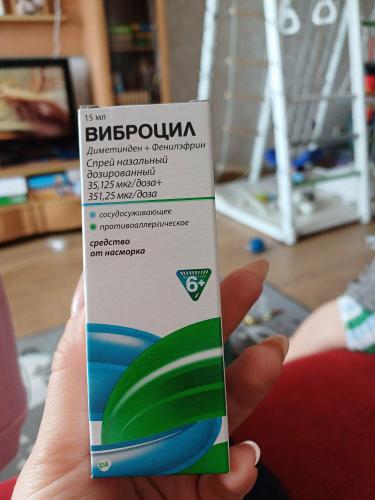 15 мл
ВИБРОЦИЛ
Диметинден + Фенилэфрин
Спрей назальный
дозированный
35,125 мкг/доза+
351,25 мкг/доза
сосудосуживающее
противоаллергическое
средство
от насморка
6+
gsk